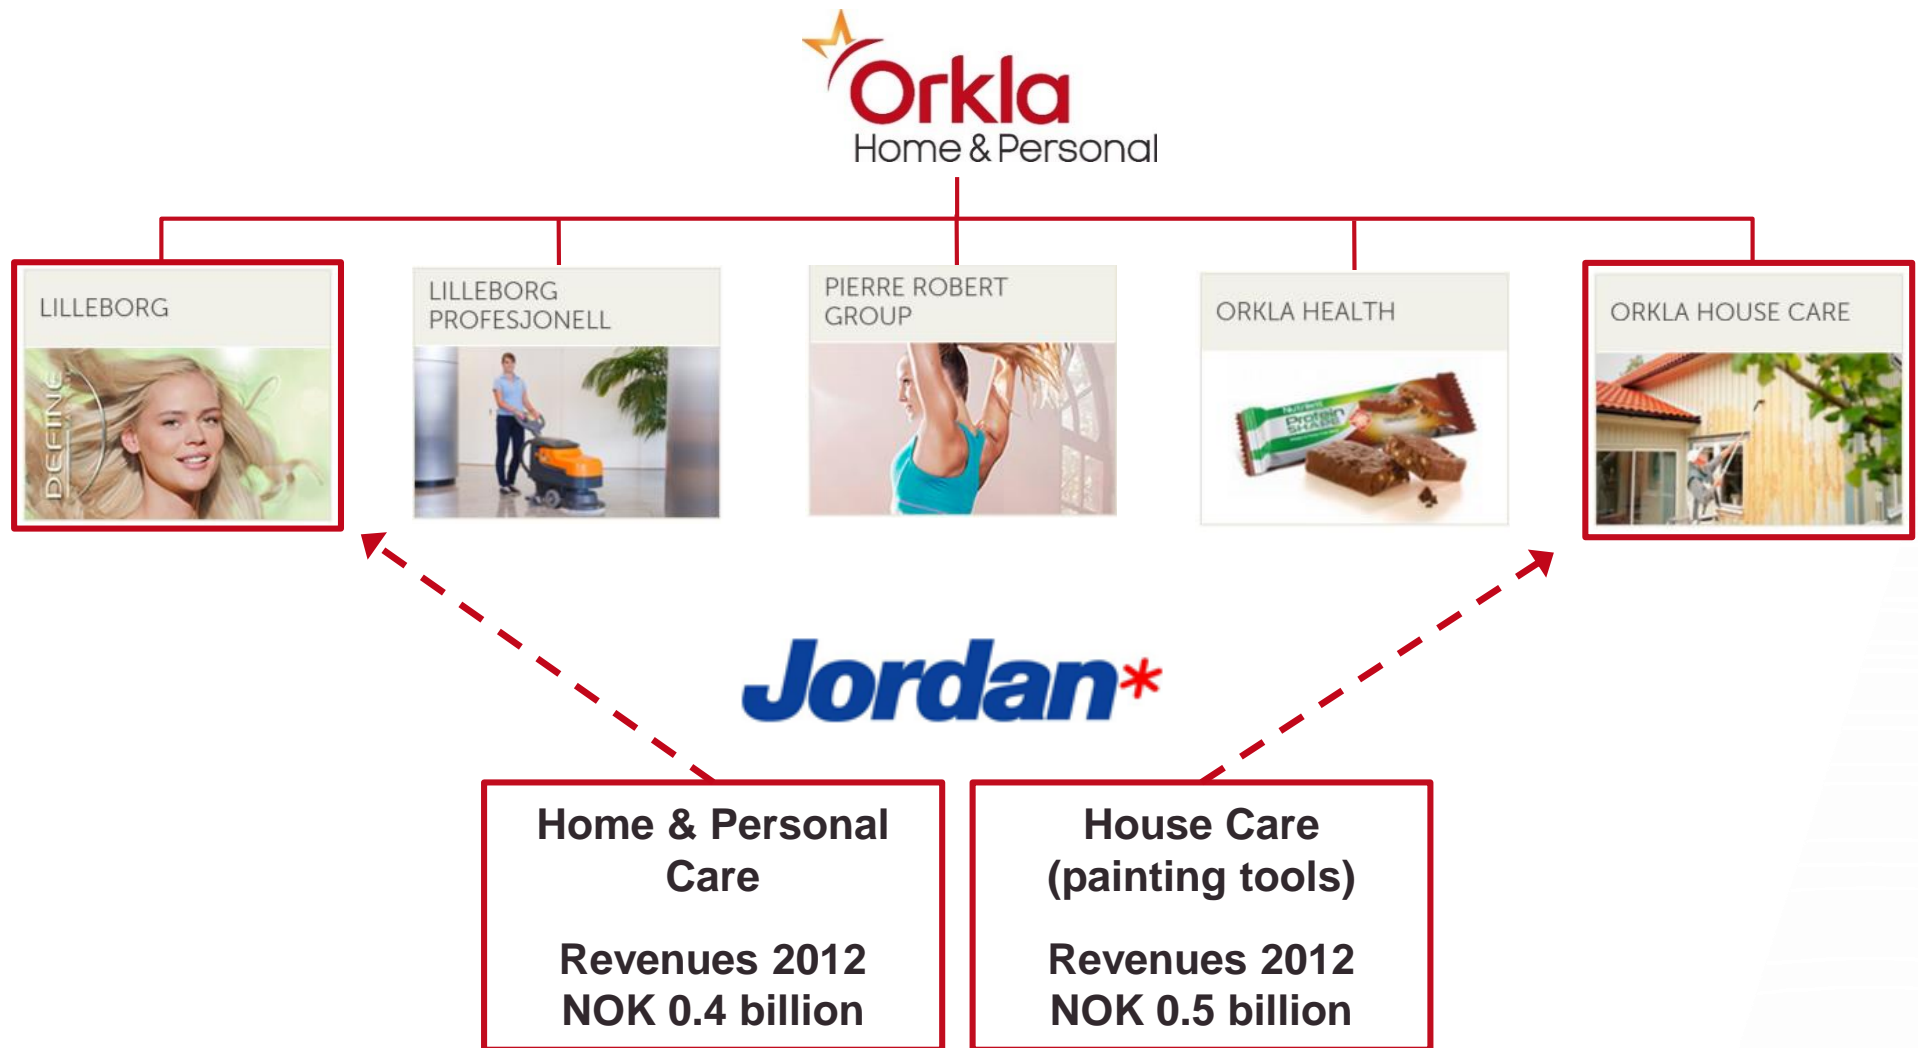 Orkla
Home & Personal
LILLEBORG
LILLEBORG
PROFESJONELL
PIERRE ROBERT
GROUP
ORKLA HEALTH
ORKLA HOUSE CARE
DEFINE
Protein
SHAPE
Jordan*
Home & Personal
Care
Revenues 2012
NOK 0.4 billion
House Care
(painting tools)
Revenues 2012
NOK 0.5 billion